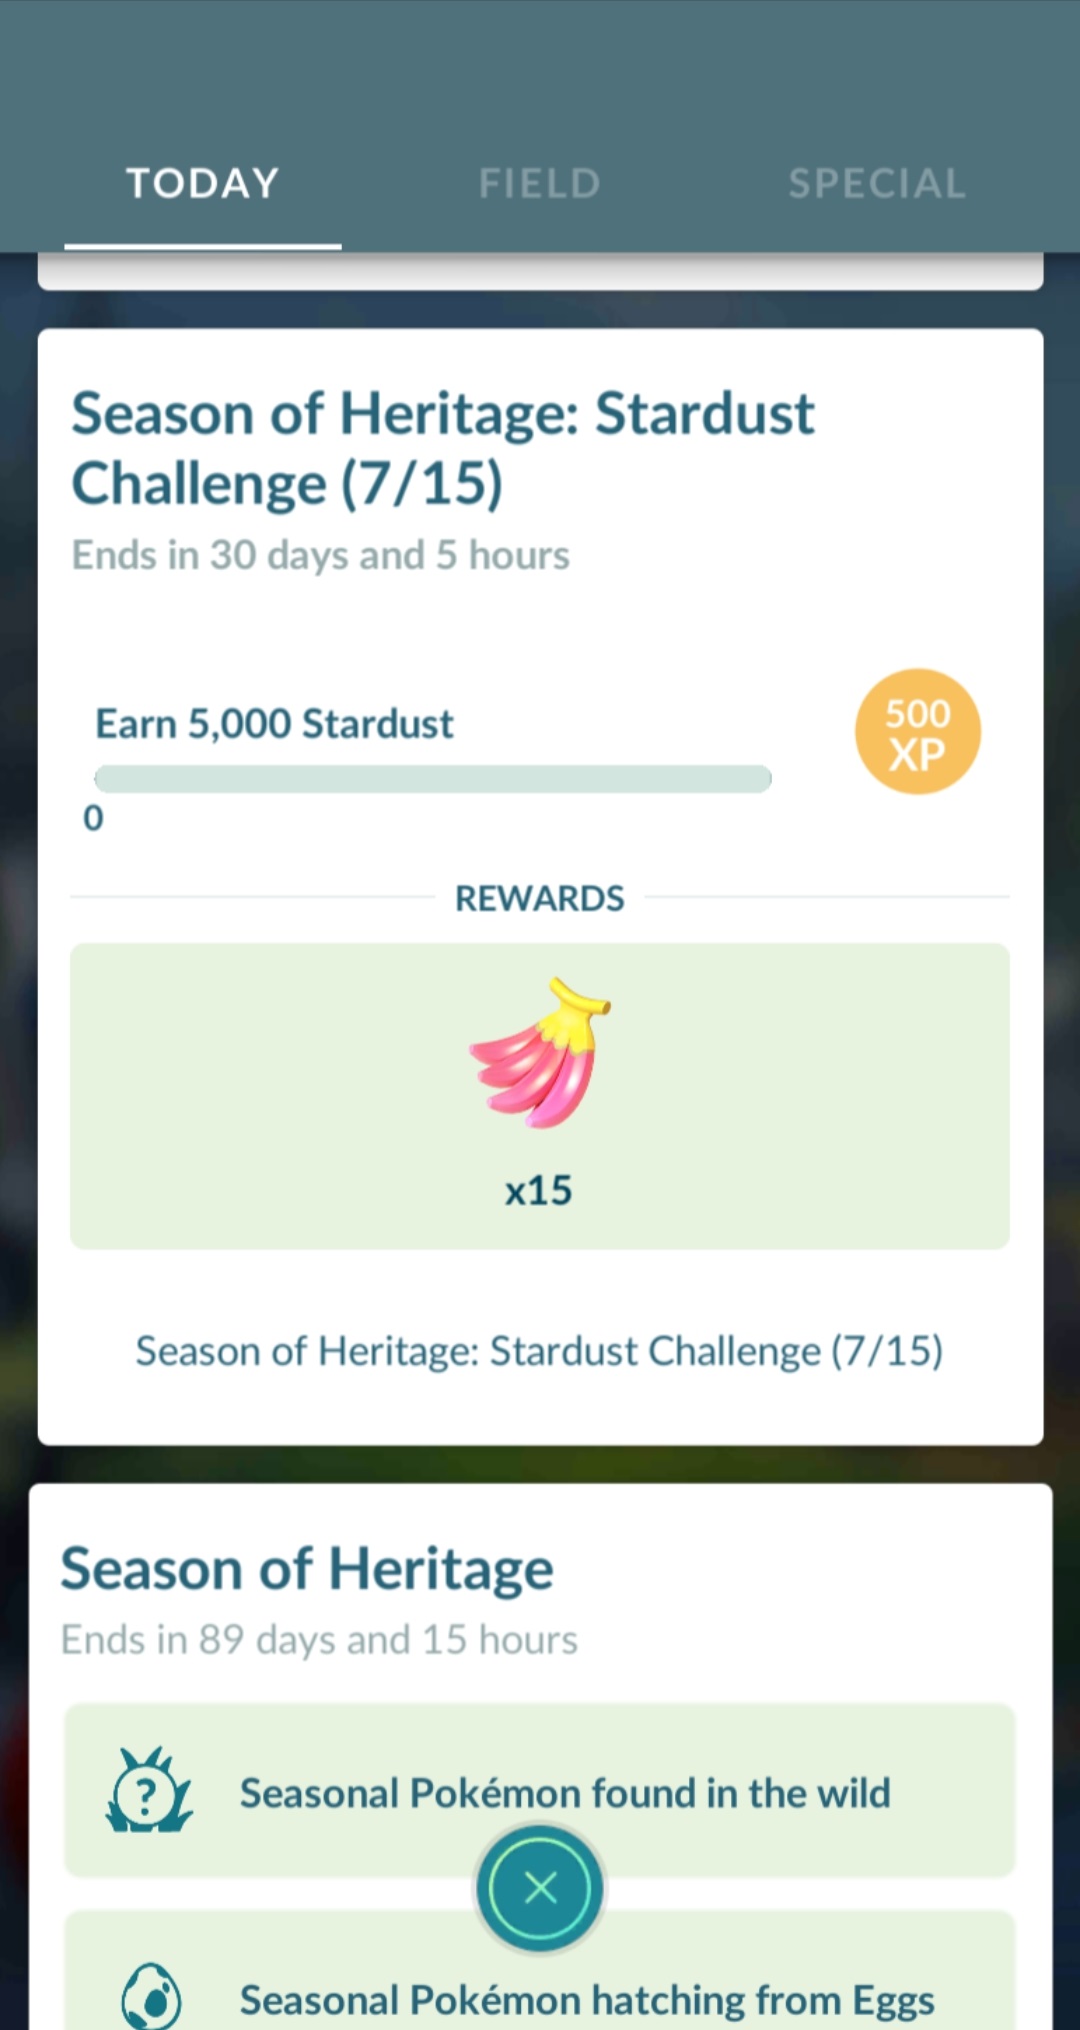 TODAY
FIELD
SPECIAL
Season of Heritage: Stardust
Challenge (7/15)
Ends in 30 days and 5 hours
Earn 5,000 Stardust
500
XP
0
REWARDS
x15
Season of Heritage: Stardust Challenge (7/15)
Season of Heritage
Ends in 89 days and 15 hours
?
Seasonal Pokémon found in the wild
Seasonal Pokémon hatching from Eggs